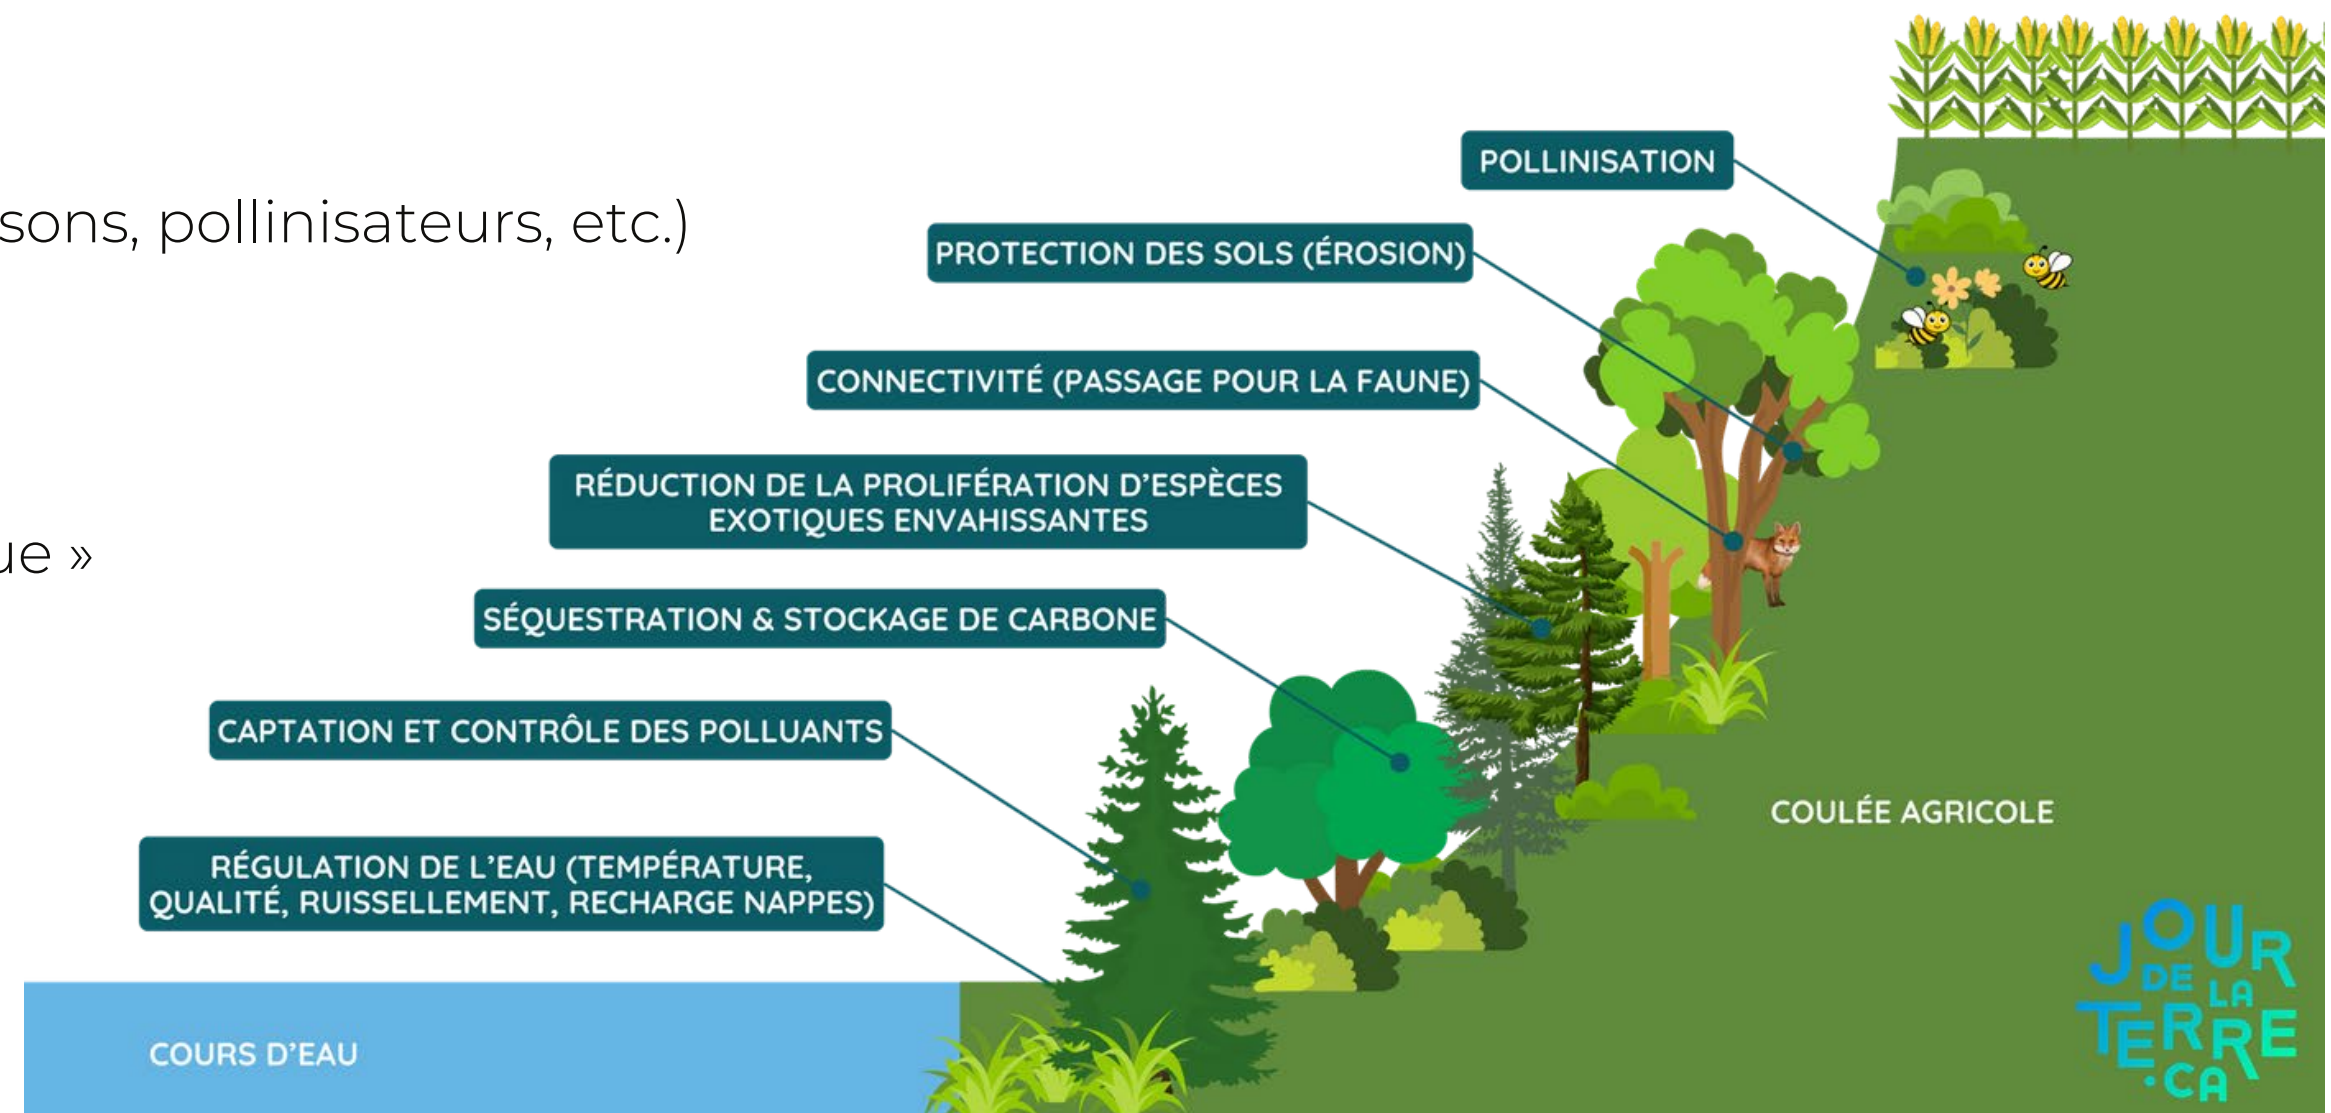 POLLINISATION
sons, pollinisateurs, etc.)
PROTECTION DES SOLS (ÉROSION)
CONNECTIVITÉ (PASSAGE POUR LA FAUNE)
RÉDUCTION DE LA PROLIFÉRATION D'ESPÈCES
EXOTIQUES ENVAHISSANTES
ue »
SÉQUESTRATION & STOCKAGE DE CARBONE
CAPTATION ET CONTRÔLE DES POLLUANTS
COULÉE AGRICOLE
RÉGULATION DE L'EAU (TEMPÉRATURE,
QUALITÉ, RUISSELLEMENT, RECHARGE NAPPES)
COURS D'EAU
JOUR
DE LA
TERRE
.CA